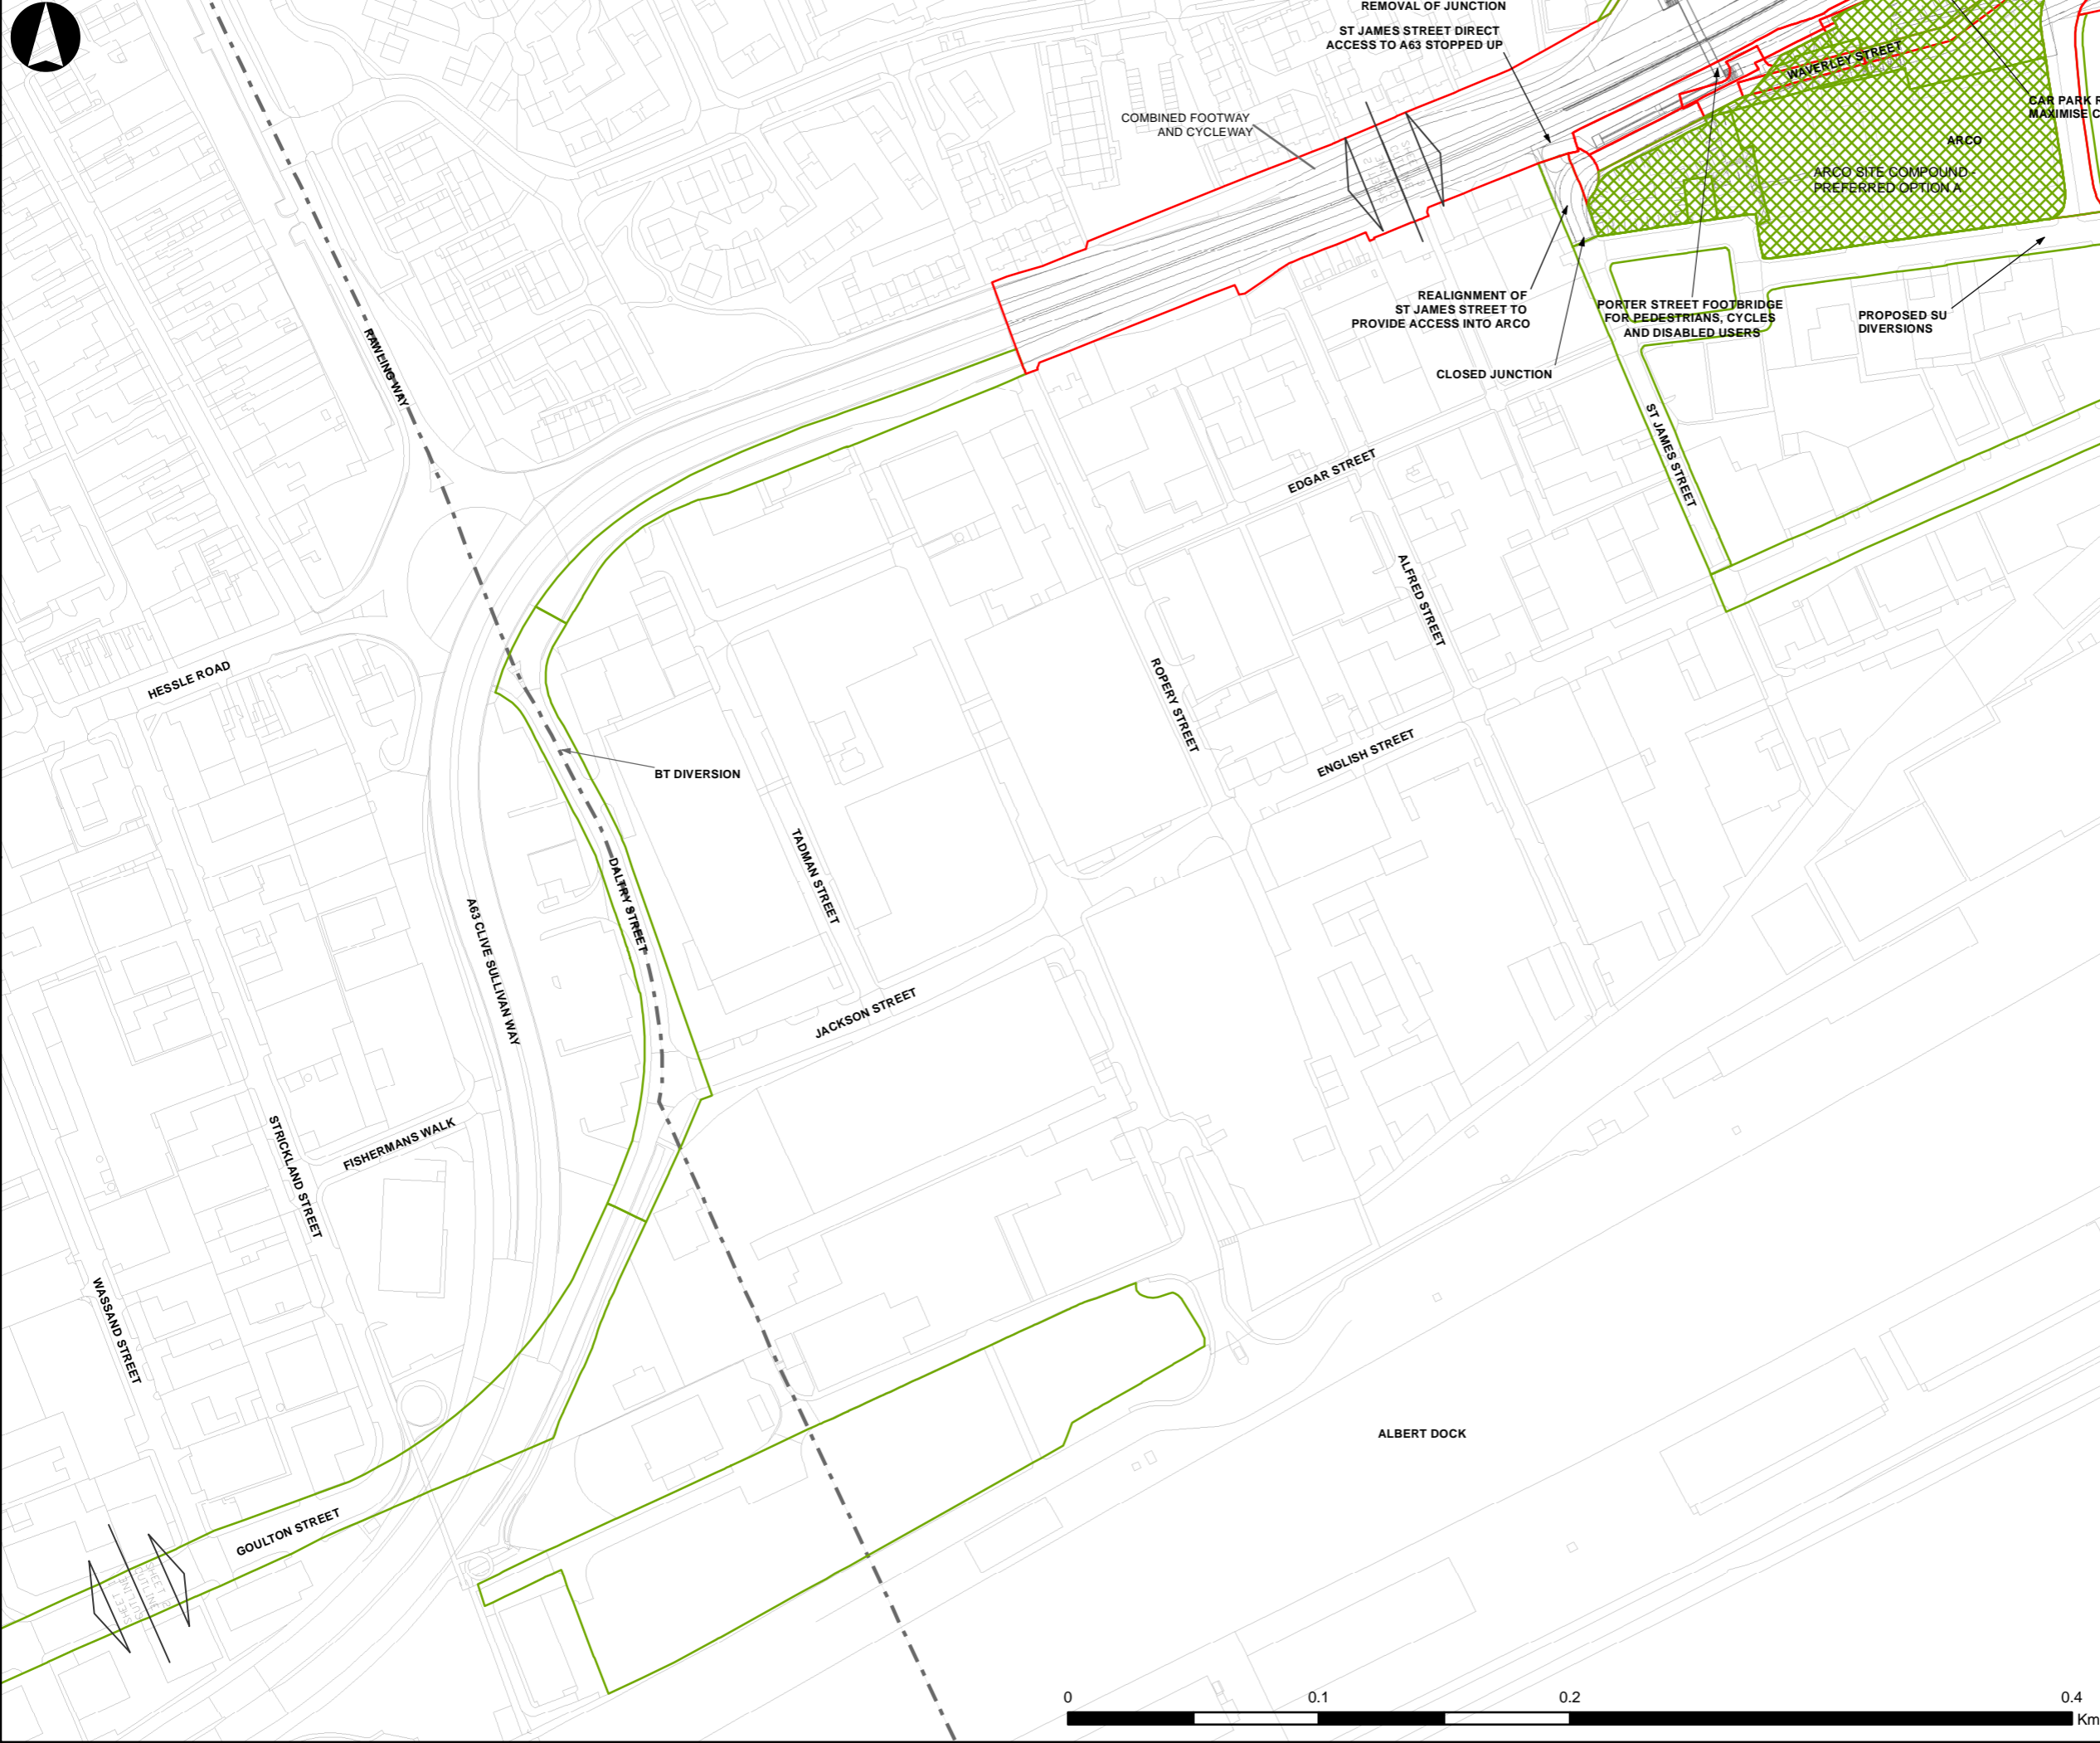 REMOVAL OF JUNCTION
ST JAMES STREET DIRECT
ACCESS TO A63 STOPPED UP
COMBINED FOOTWAY
AND CYCLEWAY
WAVERLEY STREET
CAR PARK
MAXIMISE
ARCO
ARCO SITE COMPOUND -
PREFERRED OPTION A
REALIGNMENT OF
ST JAMES STREET TO
PROVIDE ACCESS INTO ARCO
PORTER STREET FOOTBRIDGE
FOR PEDESTRIANS, CYCLES
AND DISABLED USERS
PROPOSED SU
DIVERSIONS
CLOSED JUNCTION
RAWLING WAY
ST JAMES STREET
EDGAR STREET
ALFRED STREET
HESSLE ROAD
ROPERY STREET
ENGLISH STREET
BT DIVERSION
TADMAN STREET
DALTRY STREET
A63 CLIVE SULLIVAN WAY
JACKSON STREET
STRICKLAND STREET
FISHERMANS WALK
WASSAND STREET
ALBERT DOCK
GOULTON STREET
0 0.1 0.2 0.4
Km